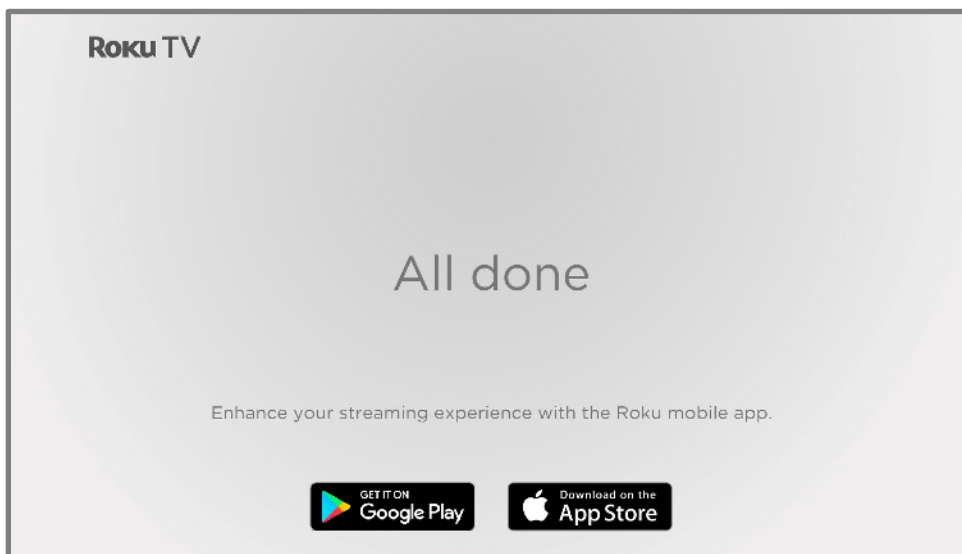 Roku TV
All done
Enhance your streaming experience with the Roku mobile app.
GET IT ON
Google Play
Download on the
App Store